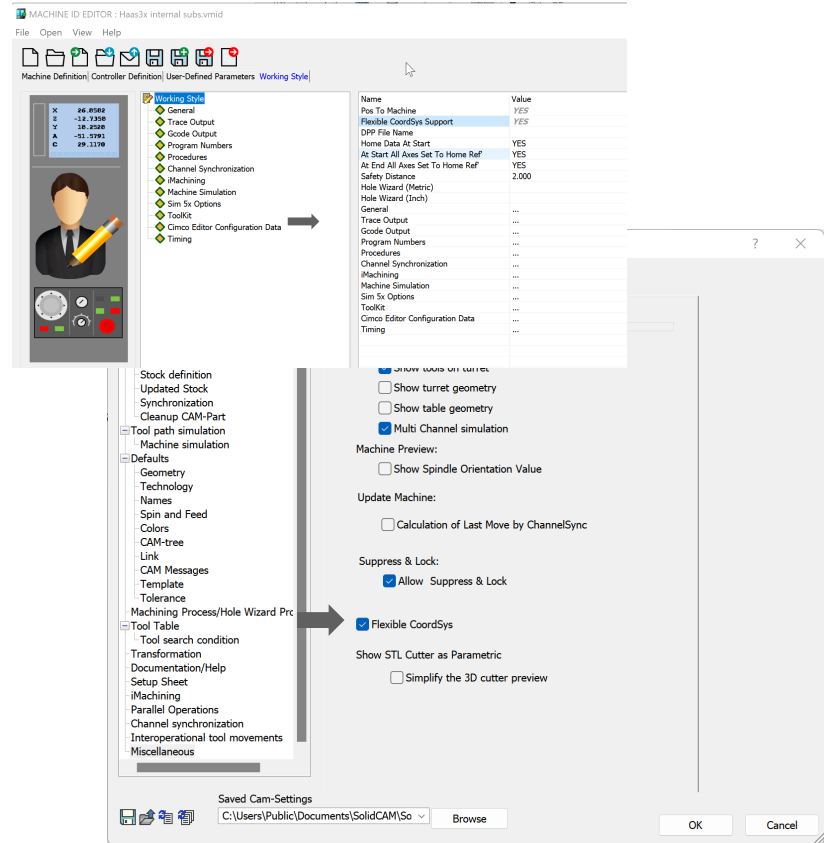 MACHINE ID EDITOR : Haas3x internal subs.vmid
File Open View Help
Machine Definition Controller Definition User-Defined Parameters Working Style
X 26.8502
Z -12.7350
Y 18.2528
A -51.5791
C 29.1170
Working Style
General
Trace Output
Gcode Output
Program Numbers
Procedures
Channel Synchronization
iMachining
Machine Simulation
Sim 5x Options
ToolKit
Cimco Editor Configuration Data
Timing
Name Value
Pos To Machine YES
Flexible CoordSys Support YES
DPP File Name
Home Data At Start YES
At Start All Axes Set To Home Ref' YES
At End All Axes Set To Home Ref' YES
Safety Distance 2.000
Hole Wizard (Metric)
Hole Wizard (Inch)
General ...
Trace Output ...
Gcode Output ...
Program Numbers ...
Procedures ...
Channel Synchronization ...
iMachining ...
Machine Simulation ...
Sim 5x Options ...
ToolKit ...
Cimco Editor Configuration Data ...
Timing ...
?
Stock definition
Updated Stock
Synchronization
Cleanup CAM-Part
Tool path simulation
Machine simulation
Defaults
Geometry
Technology
Names
Spin and Feed
Colors
CAM-tree
Link
CAM Messages
Template
Tolerance
Machining Process/Hole Wizard Prc
Tool Table
Tool search condition
Transformation
Documentation/Help
Setup Sheet
iMachining
Parallel Operations
Channel synchronization
Interoperational tool movements
Miscellaneous
Show tools on turret
Show turret geometry
Show table geometry
Multi Channel simulation
Machine Preview:
Show Spindle Orientation Value
Update Machine:
Calculation of Last Move by ChannelSync
Suppress & Lock:
Allow Suppress & Lock
Flexible CoordSys
Show STL Cutter as Parametric
Simplify the 3D cutter preview
Saved Cam-Settings
C:\Users\Public\Documents\SolidCAM\So
Browse
OK
Cancel